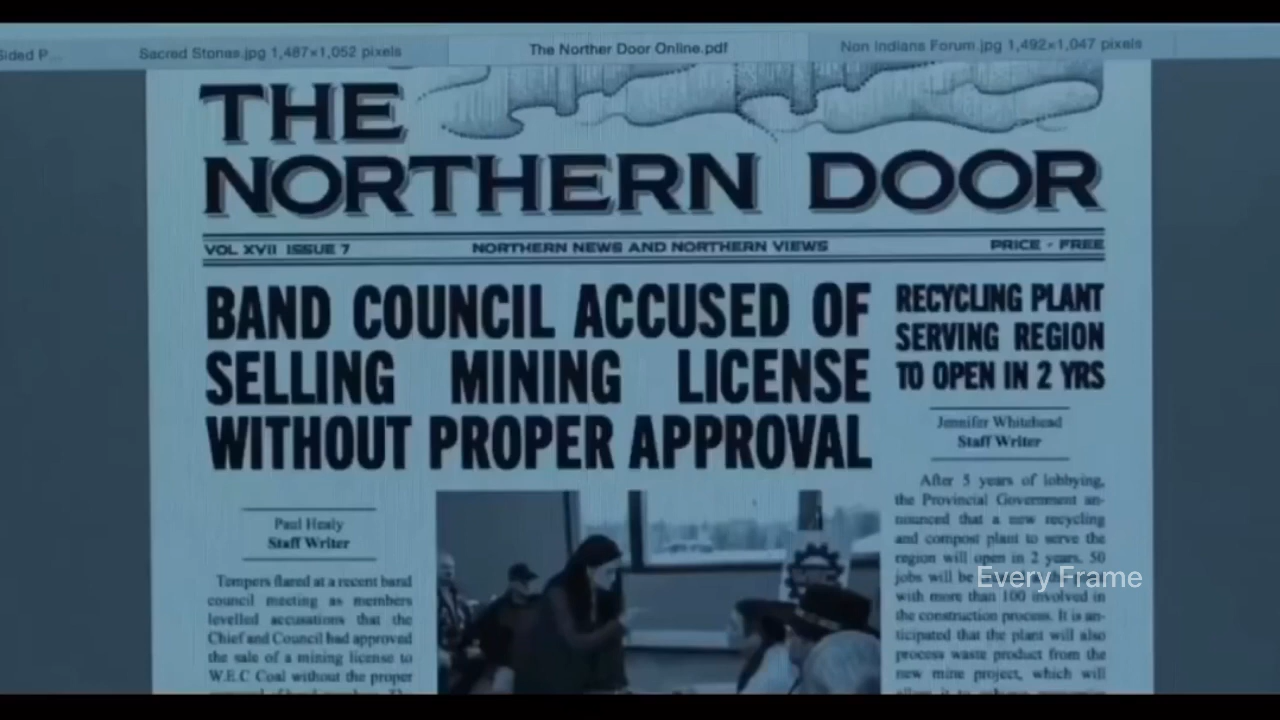 Sided P...
Sacred Stones.jpg 1,487×1,052 pixels
The Norther Door Online.pdf
Non Indians Forum.jpg 1,492×1,047 pixels
THE
NORTHERN DOOR
VOL XVII ISSUE 7
NORTHERN NEWS AND NORTHERN VIEWS
PRICE - FREE
BAND COUNCIL ACCUSED OF
SELLING MINING LICENSE
WITHOUT PROPER APPROVAL
Paul Healy
Staff Writer
Tempers flared at a recent band
council meeting as members
levelled accusations that the
Chief and Council had approved
the sale of a mining license to
W.E.C Coal without the proper
RECYCLING PLANT
SERVING REGION
TO OPEN IN 2 YRS
Jennifer Whitehead
Staff Writer
After 5 years of lobbying,
the Provincial Government an-
nounced that a new recycling
and compost plant to serve the
region will open in 2 years. 50
jobs will be
with more than 100 involved in
the construction process. It is an-
ticipated that the plant will also
process waste product from the
new mine project, which will
Every Frame